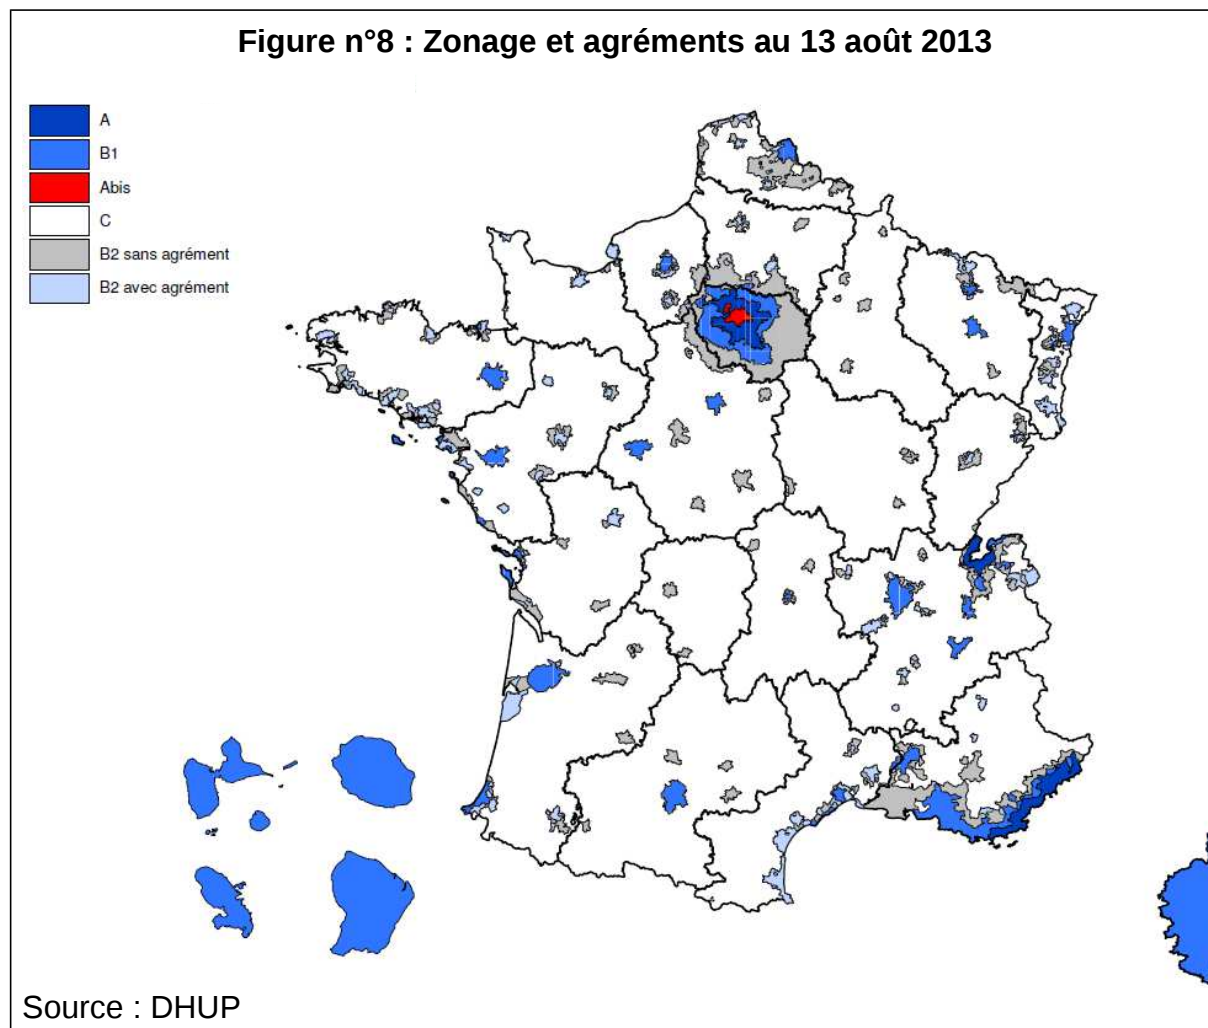 Figure n°8 : Zonage et agréments au 13 août 2013
A
B1
Abis
C
B2 sans agrément
B2 avec agrément
Source : DHUP